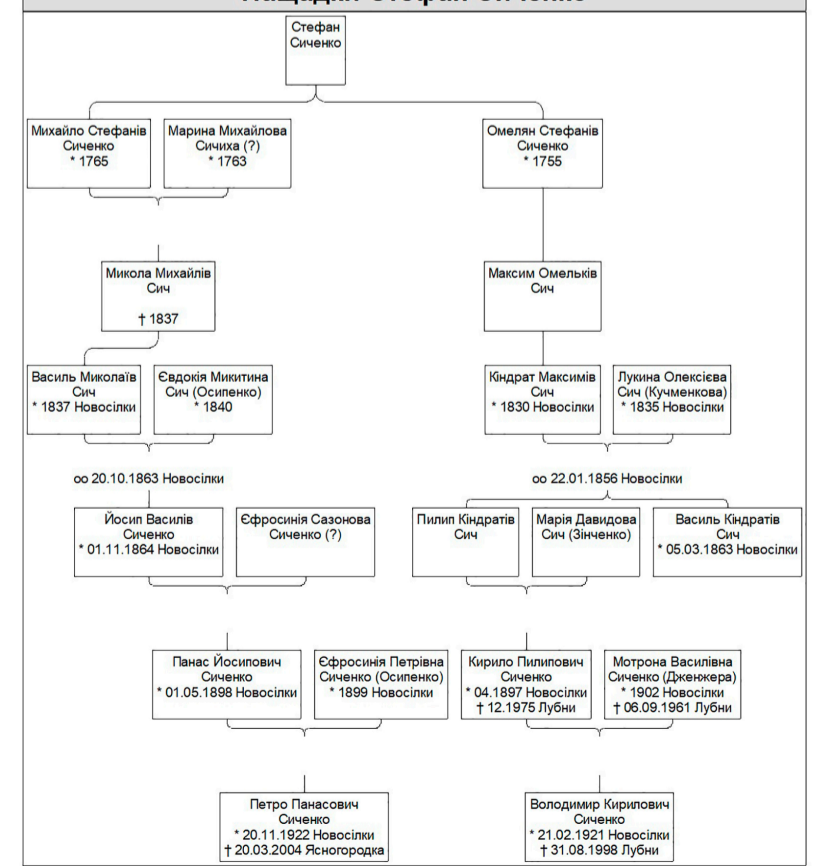 Стефан
Сиченко
Михайло Стефанів
Сиченко
* 1765
Марина Михайлова
Сичиха (?)
* 1763
Омелян Стефанів
Сиченко
* 1755
Микола Михайлів
Сич
† 1837
Максим Омельків
Сич
Василь Миколаїв
Сич
* 1837 Новосілки
Євдокія Микитина
Сич (Осипенко)
* 1840
Кіндрат Максимів
Сич
* 1830 Новосілки
Лукина Олексієва
Сич (Кучменкова)
* 1835 Новосілки
oo 20.10.1863 Новосілки
oo 22.01.1856 Новосілки
Йосип Василів
Сиченко
* 01.11.1864 Новосілки
Єфросинія Сазонова
Сиченко (?)
Пилип Кіндратів
Сич
Марія Давидова
Сич (Зінченко)
Василь Кіндратів
Сич
* 05.03.1863 Новосілки
Панас Йосипович
Сиченко
* 01.05.1898 Новосілки
Єфросинія Петрівна
Сиченко (Осипенко)
* 1899 Новосілки
Кирило Пилипович
Сиченко
* 04.1897 Новосілки
† 12.1975 Лубни
Мотрона Василівна
Сиченко (Дженжера)
* 1902 Новосілки
† 06.09.1961 Лубни
Петро Панасович
Сиченко
* 20.11.1922 Новосілки
† 20.03.2004 Ясногородка
Володимир Кирилович
Сиченко
* 21.02.1921 Новосілки
† 31.08.1998 Лубни